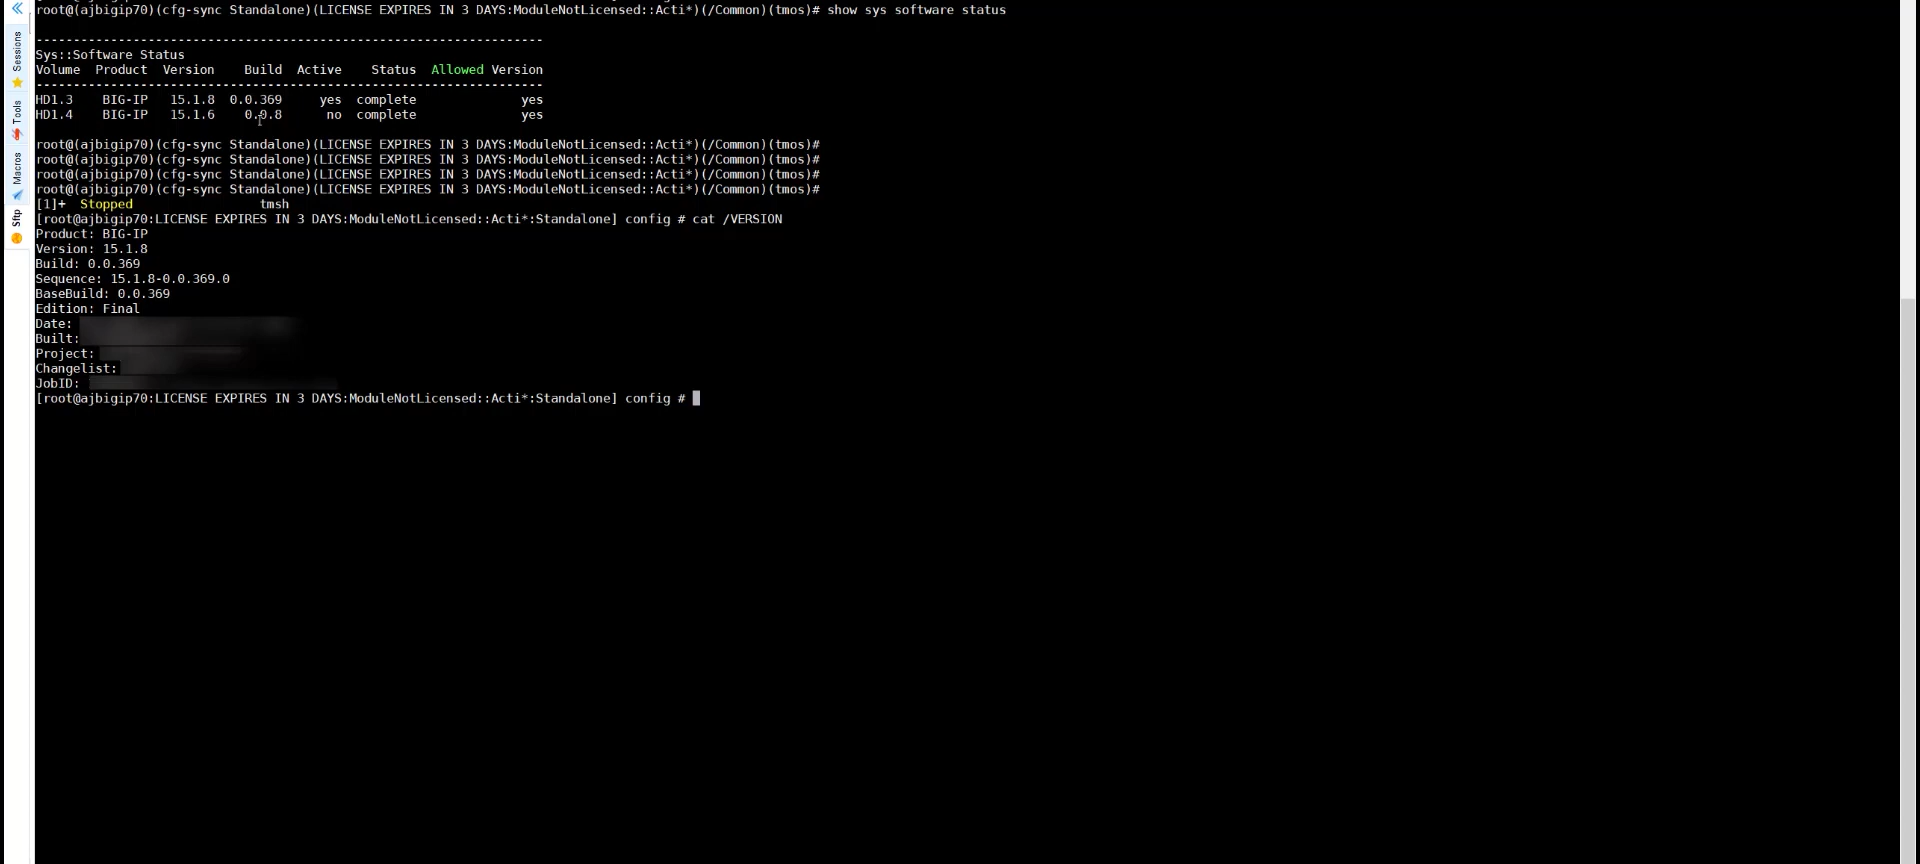 root@(ajbigip70)(cfg-sync Standalone)(LICENSE EXPIRES IN 3 DAYS:ModuleNotLicensed::Acti*)(/Common)(tmos)# show sys software status
------------------------------------------------------------------
Sys::Software Status
Volume  Product  Version    Build  Active    Status  Allowed Version
------------------------------------------------------------------
HD1.3    BIG-IP   15.1.8  0.0.369     yes  complete              yes
HD1.4    BIG-IP   15.1.6    0.0.8      no  complete              yes
root@(ajbigip70)(cfg-sync Standalone)(LICENSE EXPIRES IN 3 DAYS:ModuleNotLicensed::Acti*)(/Common)(tmos)#
root@(ajbigip70)(cfg-sync Standalone)(LICENSE EXPIRES IN 3 DAYS:ModuleNotLicensed::Acti*)(/Common)(tmos)#
root@(ajbigip70)(cfg-sync Standalone)(LICENSE EXPIRES IN 3 DAYS:ModuleNotLicensed::Acti*)(/Common)(tmos)#
root@(ajbigip70)(cfg-sync Standalone)(LICENSE EXPIRES IN 3 DAYS:ModuleNotLicensed::Acti*)(/Common)(tmos)#
[1]+  Stopped                 tmsh
[root@ajbigip70:LICENSE EXPIRES IN 3 DAYS:ModuleNotLicensed::Acti*:Standalone] config # cat /VERSION
Product: BIG-IP
Version: 15.1.8
Build: 0.0.369
Sequence: 15.1.8-0.0.369.0
BaseBuild: 0.0.369
Edition: Final
Date:
Built:
Project:
Changelist:
JobID:
[root@ajbigip70:LICENSE EXPIRES IN 3 DAYS:ModuleNotLicensed::Acti*:Standalone] config #
Sessions
Tools
Macros
Sftp